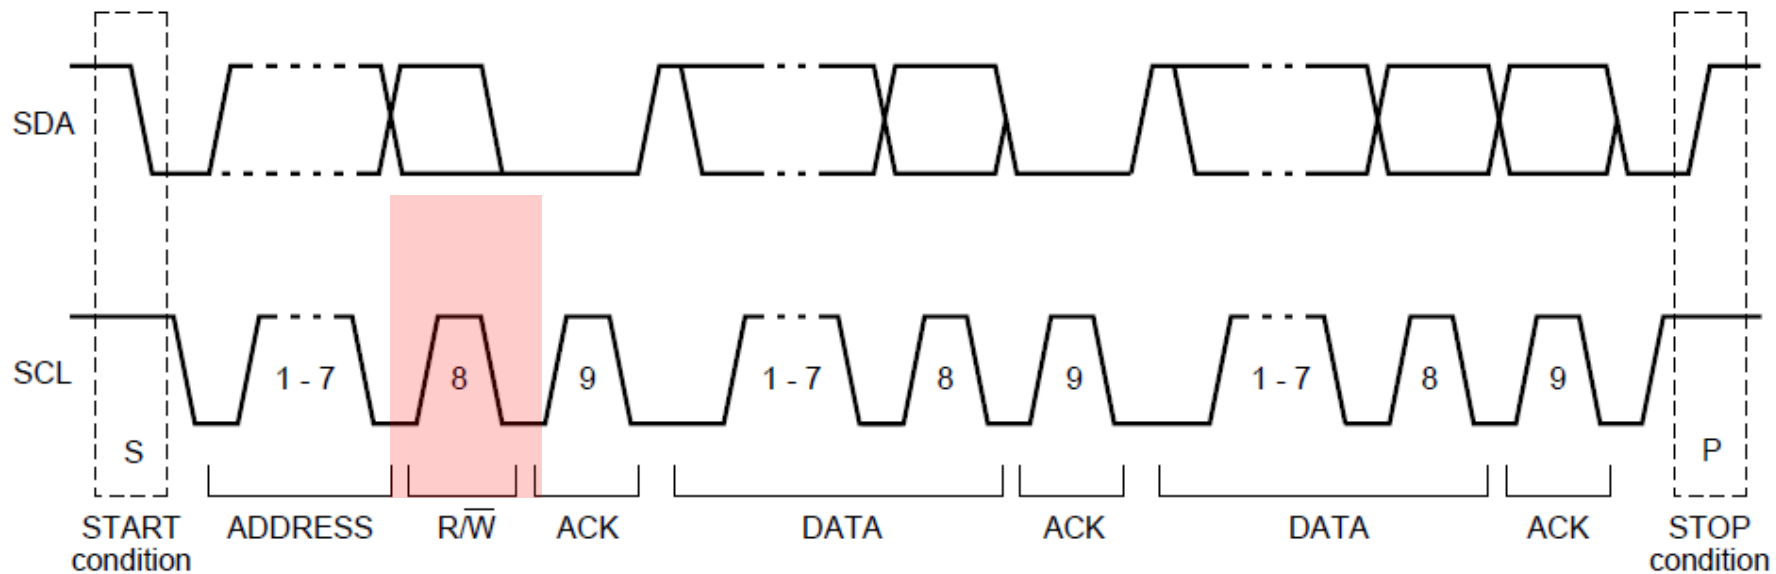 SDA
SCL
1 - 7
8
9
1 - 7
8
9
1 - 7
8
9
S
P
START
condition
ADDRESS
R/W̅
ACK
DATA
ACK
DATA
ACK
STOP
condition